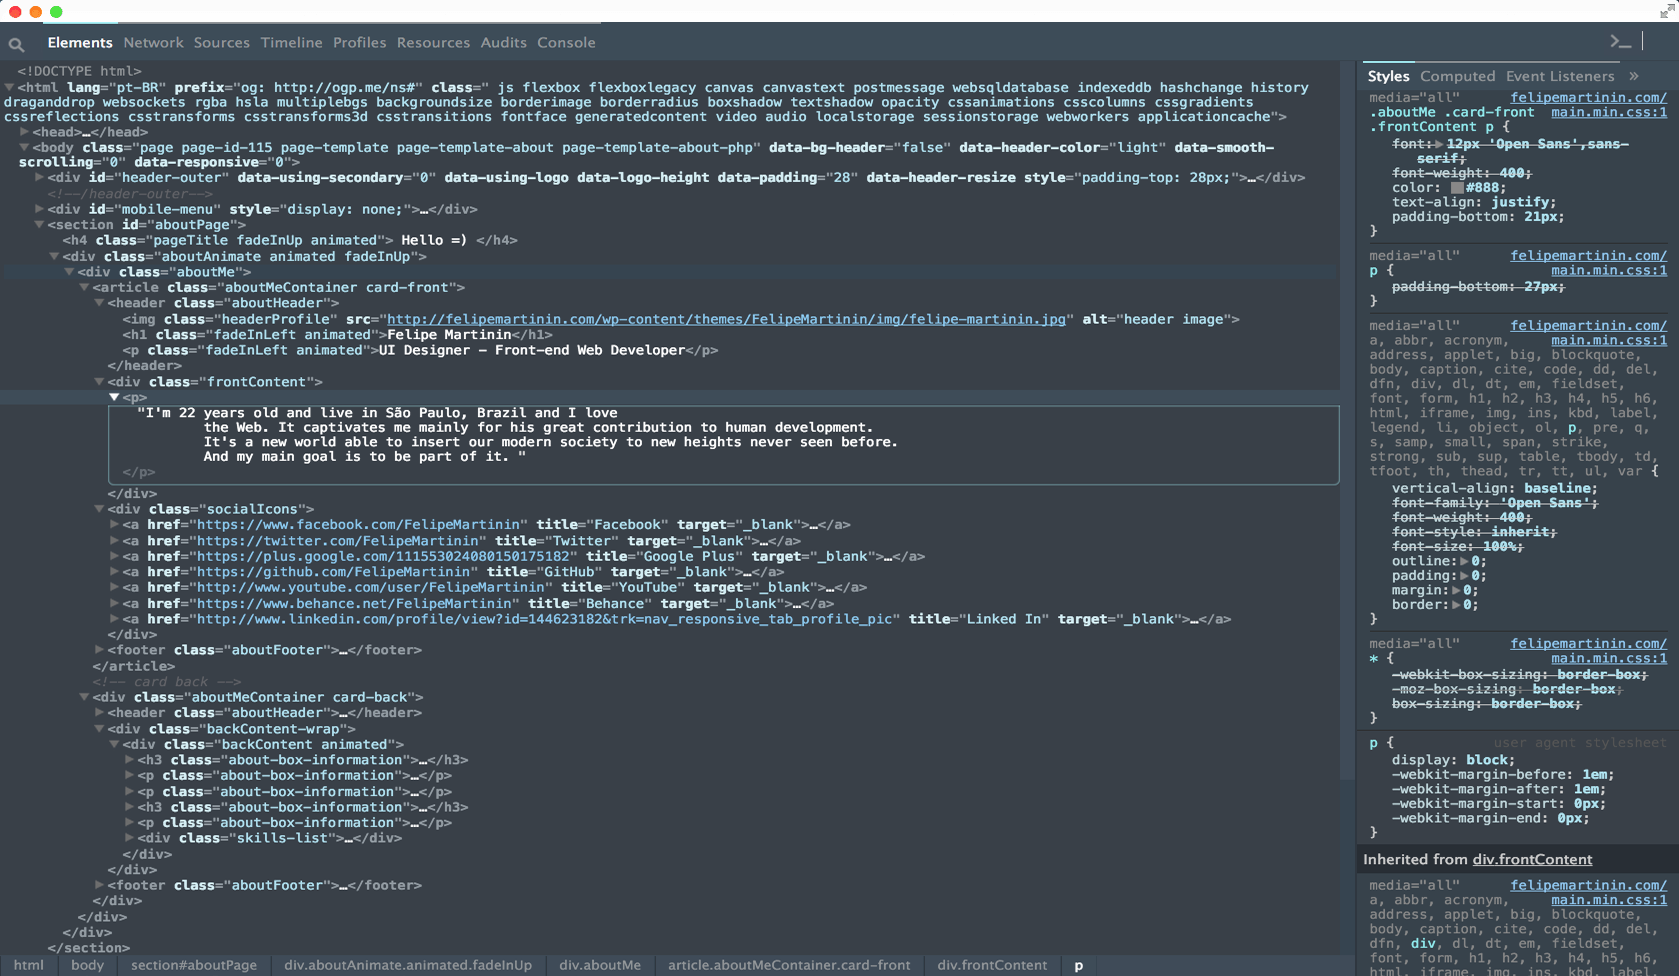 Elements Network Sources Timeline Profiles Resources Audits Console
<!DOCTYPE html>
<html lang="pt-BR" prefix="og: http://ogp.me/ns#" class=" js flexbox flexboxlegacy canvas canvastext postmessage websqldatabase indexeddb hashchange history
draganddrop websockets rgba hsla multiplebgs backgroundsize borderimage borderradius boxshadow textshadow opacity cssanimations csscolumns cssgradients
cssreflections csstransforms csstransforms3d csstransitions fontface generatedcontent video audio localstorage sessionstorage webworkers applicationcache">
<head>…</head>
<body class="page page-id-115 page-template page-template-about page-template-about-php" data-bg-header="false" data-header-color="light" data-smooth-
scrolling="0" data-responsive="0">
<div id="header-outer" data-using-secondary="0" data-using-logo data-logo-height data-padding="28" data-header-resize style="padding-top: 28px;">…</div>
<!--/header-outer-->
<div id="mobile-menu" style="display: none;">…</div>
<section id="aboutPage">
<h4 class="pageTitle fadeInUp animated"> Hello =) </h4>
<div class="aboutAnimate animated fadeInUp">
<div class="aboutMe">
<article class="aboutMeContainer card-front">
<header class="aboutHeader">
<img class="headerProfile" src="http://felipemartinin.com/wp-content/themes/FelipeMartinin/img/felipe-martinin.jpg" alt="header image">
<h1 class="fadeInLeft animated">Felipe Martinin</h1>
<p class="fadeInLeft animated">UI Designer - Front-end Web Developer</p>
</header>
<div class="frontContent">
<p>
"I'm 22 years old and live in São Paulo, Brazil and I love
the Web. It captivates me mainly for his great contribution to human development.
It's a new world able to insert our modern society to new heights never seen before.
And my main goal is to be part of it. "
</p>
</div>
<div class="socialIcons">
<a href="https://www.facebook.com/FelipeMartinin" title="Facebook" target="_blank">…</a>
<a href="https://twitter.com/FelipeMartinin" title="Twitter" target="_blank">…</a>
<a href="https://plus.google.com/111553024080150175182" title="Google Plus" target="_blank">…</a>
<a href="https://github.com/FelipeMartinin" title="GitHub" target="_blank">…</a>
<a href="http://www.youtube.com/user/FelipeMartinin" title="YouTube" target="_blank">…</a>
<a href="https://www.behance.net/FelipeMartinin" title="Behance" target="_blank">…</a>
<a href="http://www.linkedin.com/profile/view?id=144623182&trk=nav_responsive_tab_profile_pic" title="Linked In" target="_blank">…</a>
</div>
<footer class="aboutFooter">…</footer>
</article>
<!-- card back -->
<div class="aboutMeContainer card-back">
<header class="aboutHeader">…</header>
<div class="backContent-wrap">
<div class="backContent animated">
<h3 class="about-box-information">…</h3>
<p class="about-box-information">…</p>
<p class="about-box-information">…</p>
<h3 class="about-box-information">…</h3>
<p class="about-box-information">…</p>
<div class="skills-list">…</div>
</div>
</div>
<footer class="aboutFooter">…</footer>
</div>
</div>
</div>
</section>
html body section#aboutPage div.aboutAnimate.animated.fadeInUp div.aboutMe article.aboutMeContainer.card-front div.frontContent p
Styles Computed Event Listeners »
media="all" felipemartinin.com/
.aboutMe .card-front main.min.css:1
.frontContent p {
font: 12px 'Open Sans',sans-
serif;
font-weight: 400;
color: #888;
text-align: justify;
padding-bottom: 21px;
}
media="all" felipemartinin.com/
p { main.min.css:1
padding-bottom: 27px;
}
media="all" felipemartinin.com/
a, abbr, acronym, main.min.css:1
address, applet, big, blockquote,
body, caption, cite, code, dd, del,
dfn, div, dl, dt, em, fieldset,
font, form, h1, h2, h3, h4, h5, h6,
html, iframe, img, ins, kbd, label,
legend, li, object, ol, p, pre, q,
s, samp, small, span, strike,
strong, sub, sup, table, tbody, td,
tfoot, th, thead, tr, tt, ul, var {
vertical-align: baseline;
font-family: 'Open Sans';
font-weight: 400;
font-style: inherit;
font-size: 100%;
outline: 0;
padding: 0;
margin: 0;
border: 0;
}
media="all" felipemartinin.com/
* { main.min.css:1
-webkit-box-sizing: border-box;
-moz-box-sizing: border-box;
box-sizing: border-box;
}
p { user agent stylesheet
display: block;
-webkit-margin-before: 1em;
-webkit-margin-after: 1em;
-webkit-margin-start: 0px;
-webkit-margin-end: 0px;
}
Inherited from div.frontContent
media="all" felipemartinin.com/
a, abbr, acronym, main.min.css:1
address, applet, big, blockquote,
body, caption, cite, code, dd, del,
dfn, div, dl, dt, em, fieldset,
font, form, h1, h2, h3, h4, h5, h6,
html, iframe, img, ins, kbd, label,